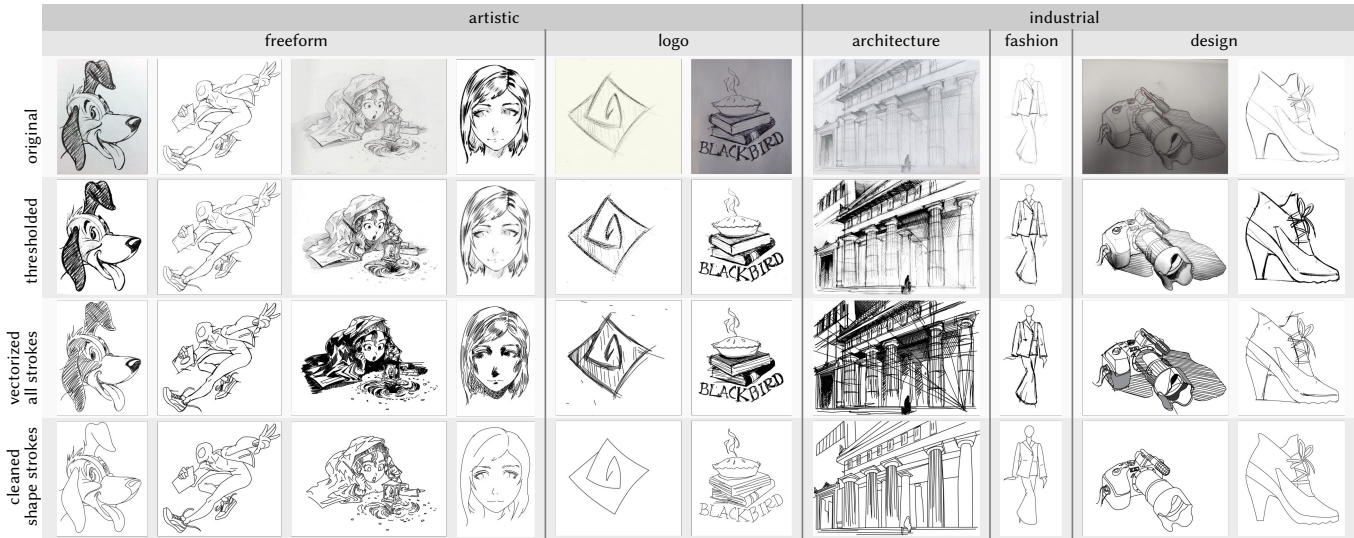 artistic
industrial
freeform
logo
architecture
fashion
design
original
BLACKBIRD
thresholded
BLACKBIRD
vectorized
all strokes
BLACKBIRD
cleaned
shape strokes
BLACKBIRD